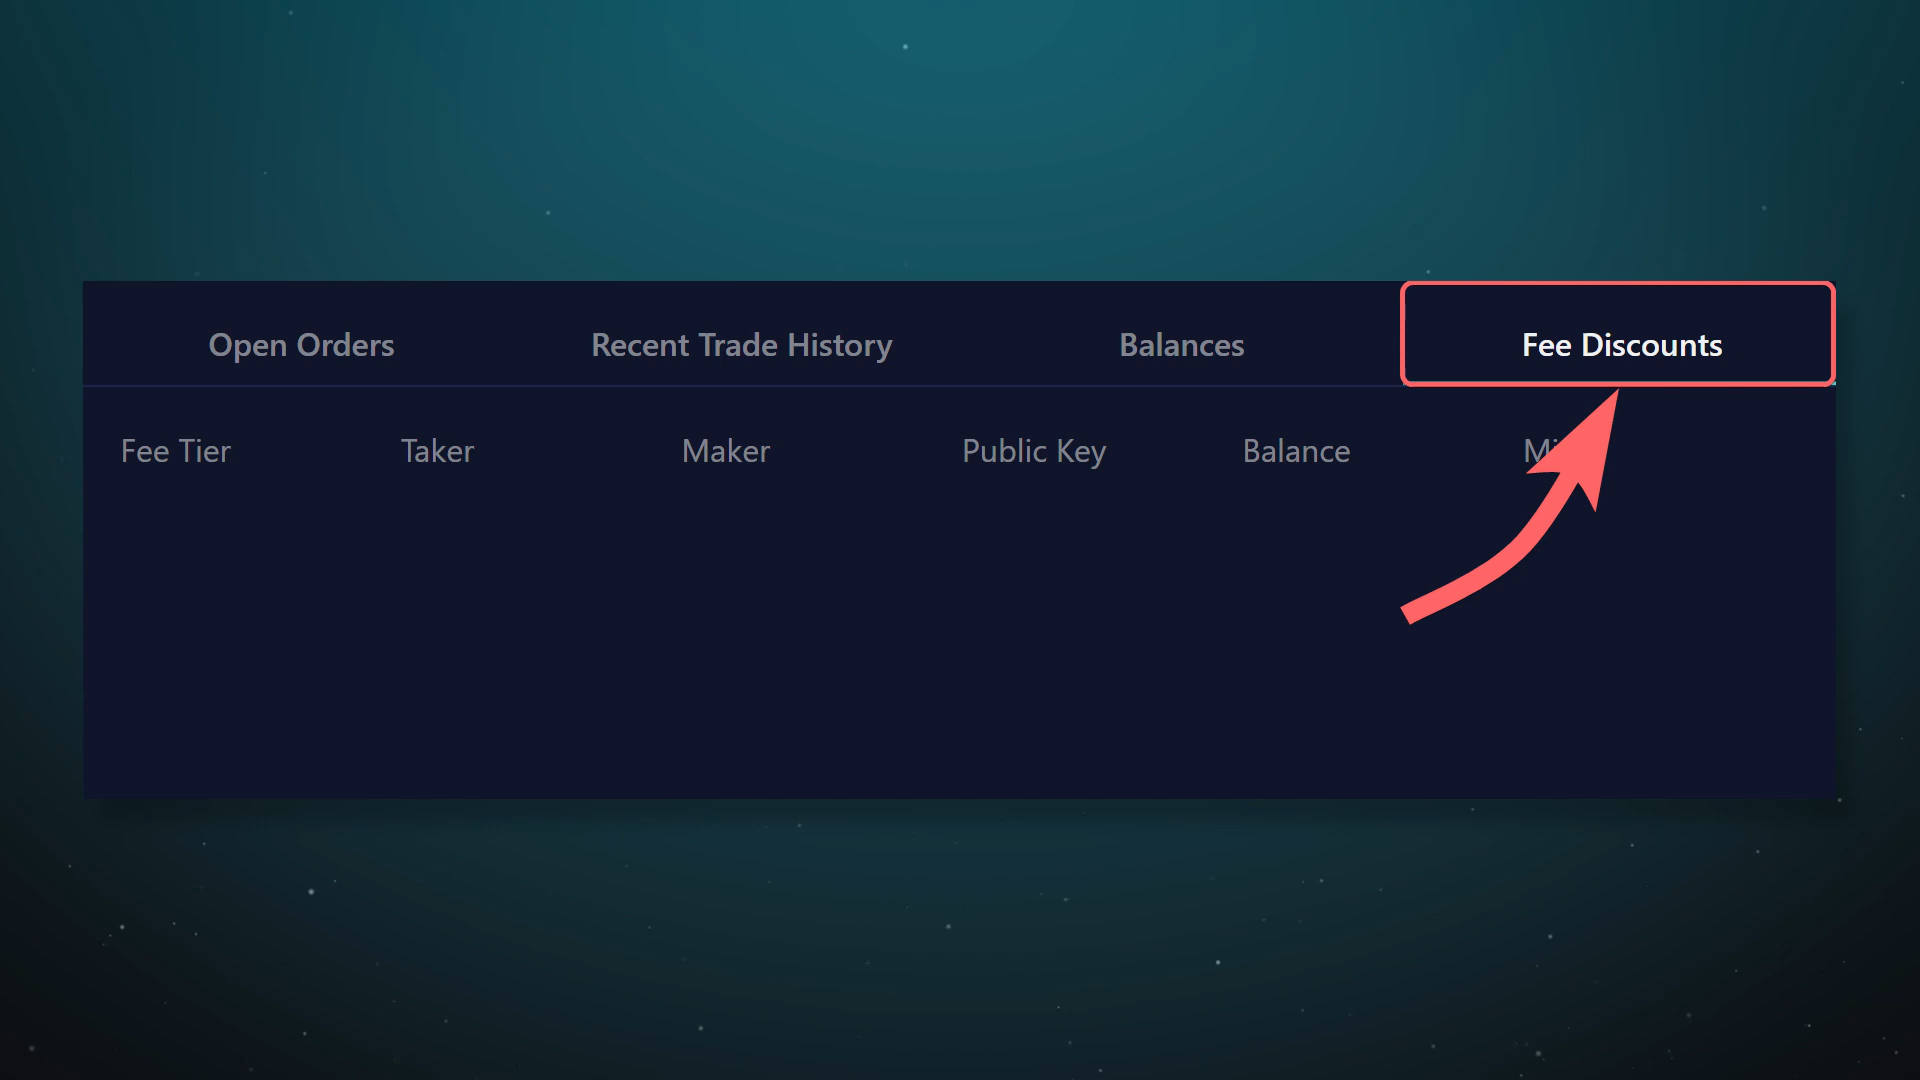 Open Orders Recent Trade History Balances Fee Discounts
Fee Tier Taker Maker Public Key Balance